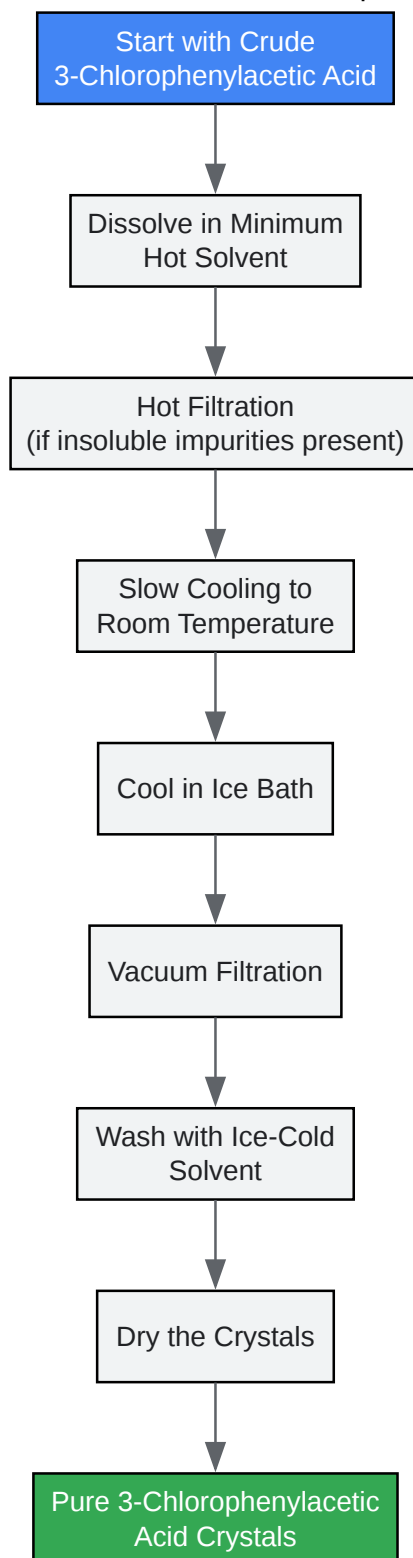 Start with Crude
3-Chlorophenylacetic Acid
Dissolve in Minimum
Hot Solvent
Hot Filtration
(if insoluble impurities present)
Slow Cooling to
Room Temperature
Cool in Ice Bath
Vacuum Filtration
Wash with Ice-Cold
Solvent
Dry the Crystals
Pure 3-Chlorophenylacetic
Acid Crystals